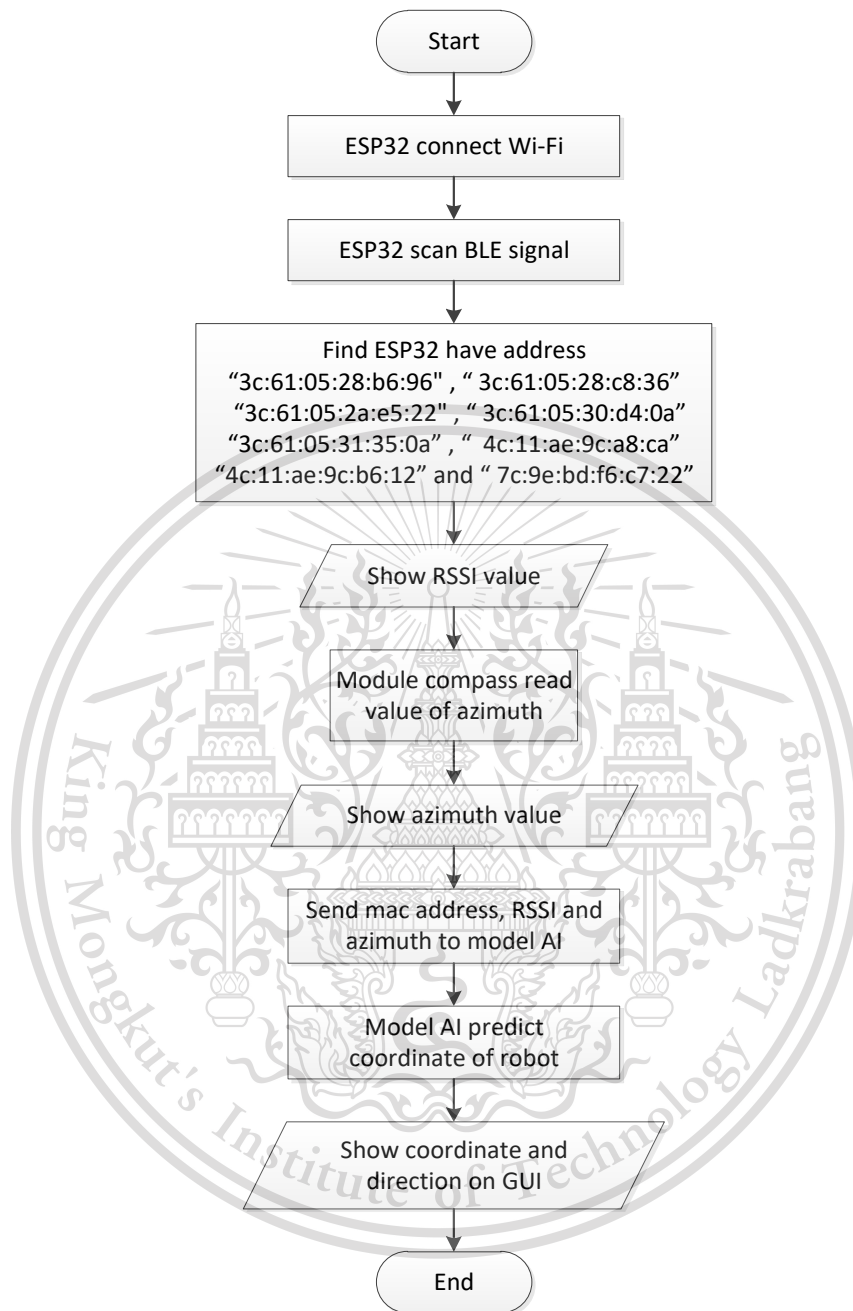 Start
ESP32 connect Wi-Fi
ESP32 scan BLE signal
Find ESP32 have address
“3c:61:05:28:b6:96" , “ 3c:61:05:28:c8:36”
“3c:61:05:2a:e5:22" , “ 3c:61:05:30:d4:0a”
“3c:61:05:31:35:0a” , “ 4c:11:ae:9c:a8:ca”
“4c:11:ae:9c:b6:12” and “ 7c:9e:bd:f6:c7:22”
Show RSSI value
Module compass read
value of azimuth
Show azimuth value
Send mac address, RSSI and
azimuth to model AI
Model AI predict
coordinate of robot
Show coordinate and
direction on GUI
End
King Mongkut's Institute of Technology Ladkrabang